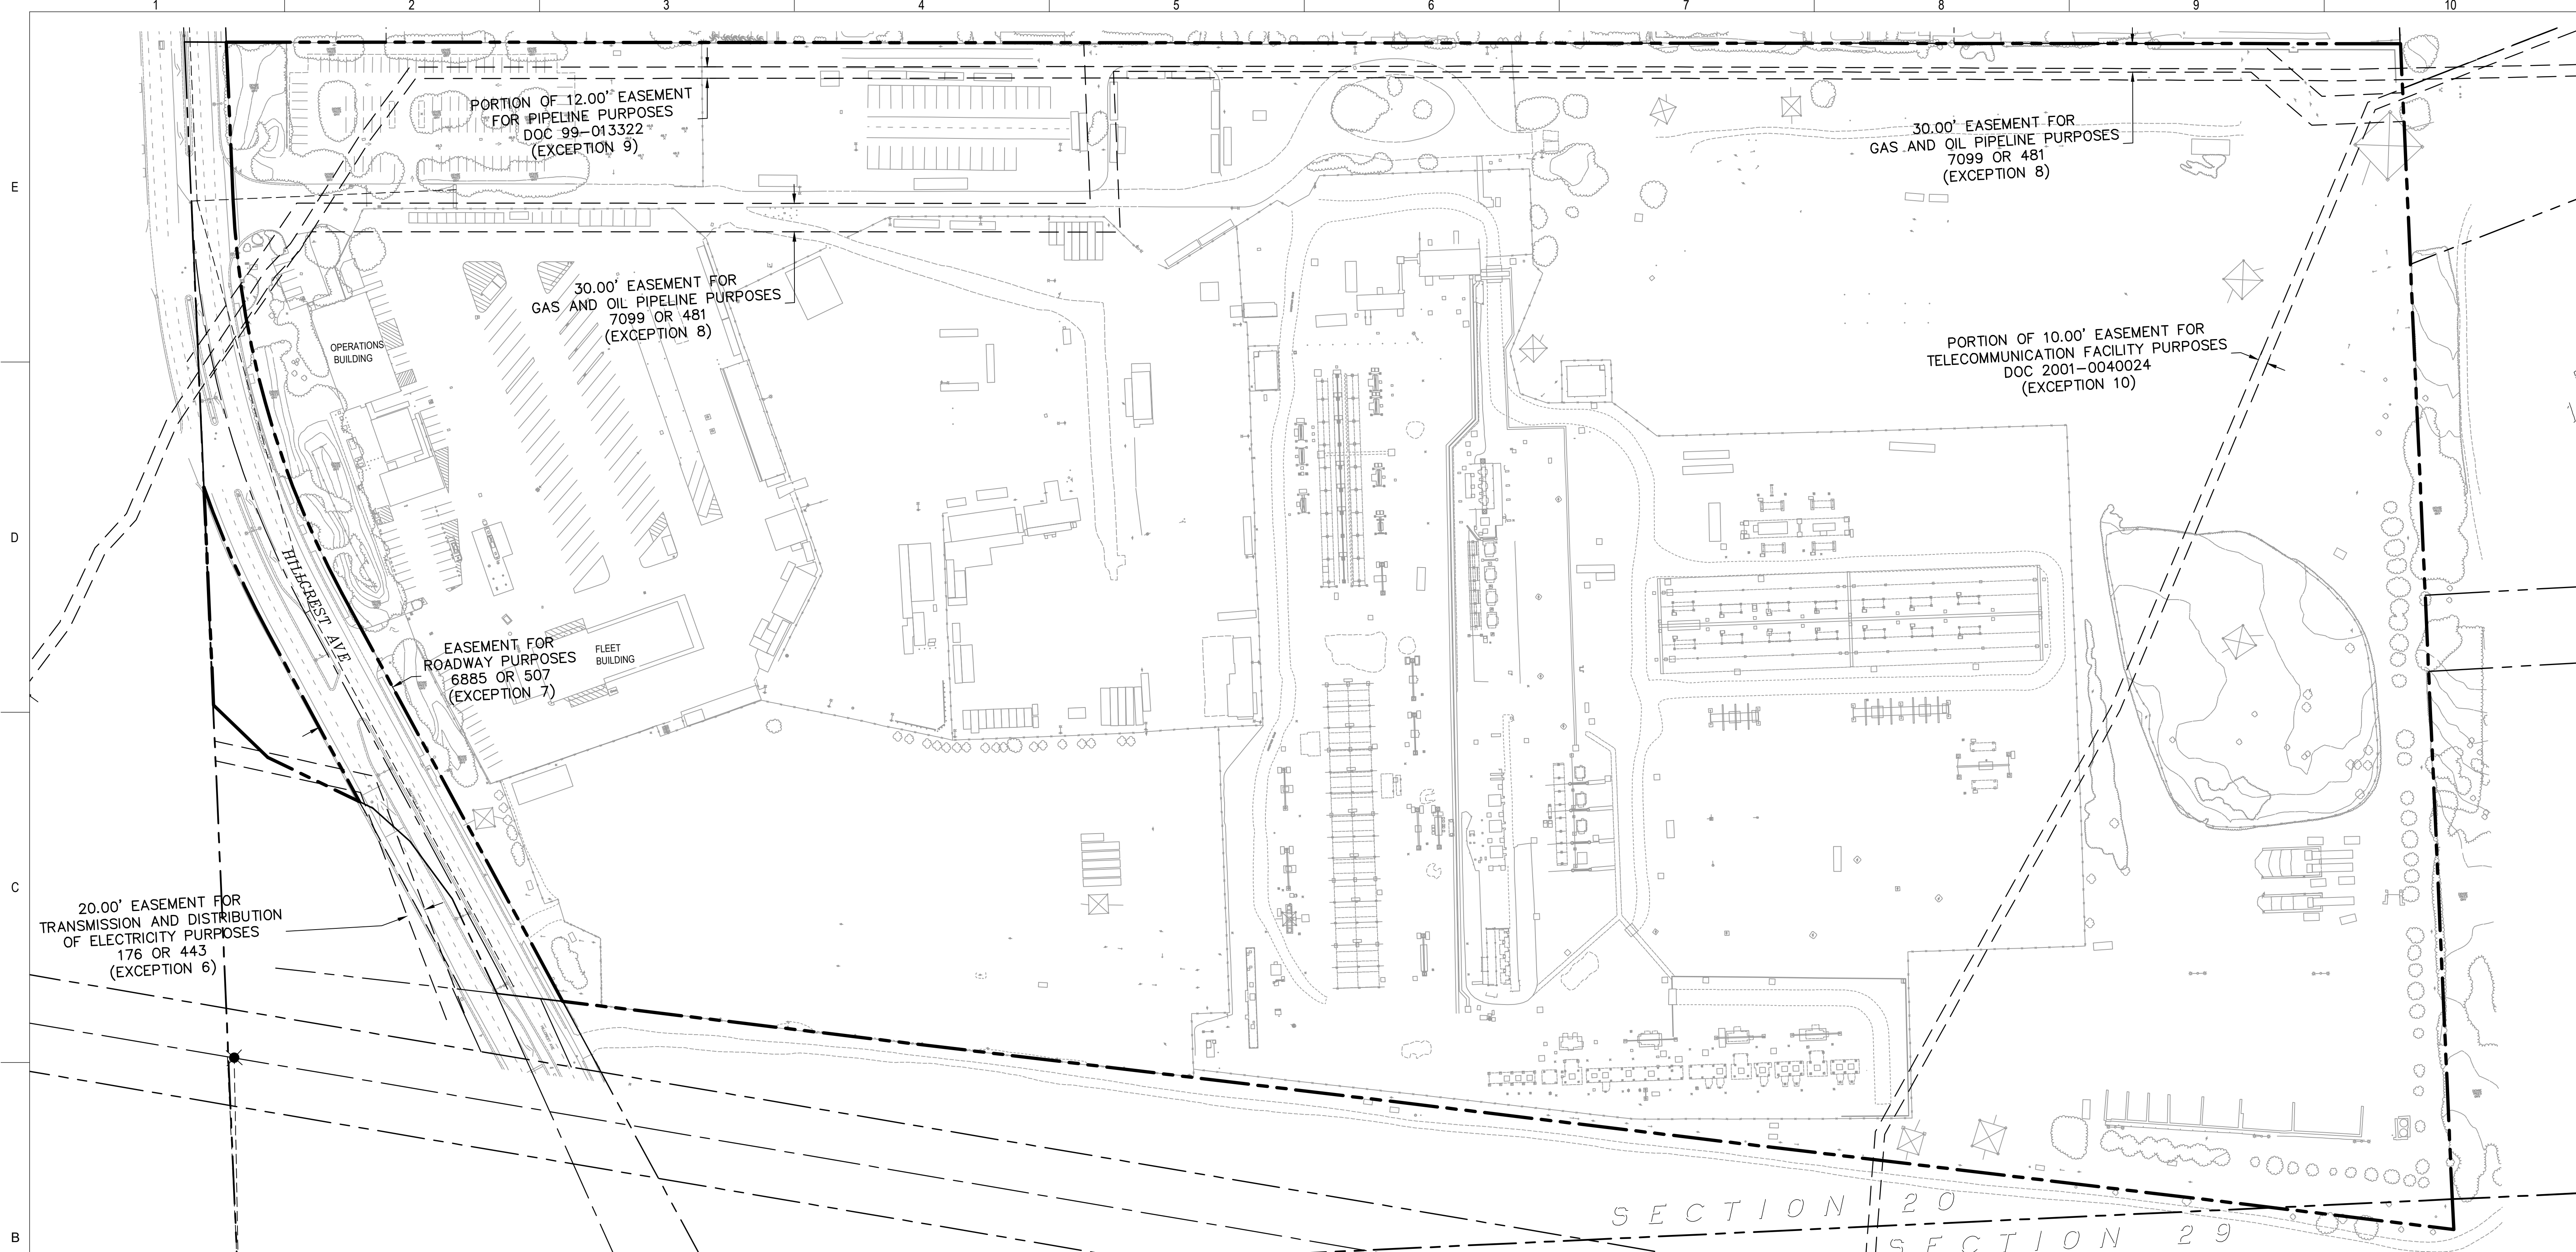 1 2 3 4 5 6 7 8 9 10
E
D
C
B
PORTION OF 12.00' EASEMENT
FOR PIPELINE PURPOSES
DOC 99-013322
(EXCEPTION 9)
30.00' EASEMENT FOR
GAS AND OIL PIPELINE PURPOSES
7099 OR 481
(EXCEPTION 8)
30.00' EASEMENT FOR
GAS AND OIL PIPELINE PURPOSES
7099 OR 481
(EXCEPTION 8)
OPERATIONS
BUILDING
PORTION OF 10.00' EASEMENT FOR
TELECOMMUNICATION FACILITY PURPOSES
DOC 2001-0040024
(EXCEPTION 10)
HILLCREST AVE
EASEMENT FOR
ROADWAY PURPOSES
6885 OR 507
(EXCEPTION 7)
FLEET
BUILDING
20.00' EASEMENT FOR
TRANSMISSION AND DISTRIBUTION
OF ELECTRICITY PURPOSES
176 OR 443
(EXCEPTION 6)
SECTION 20
SECTION 29